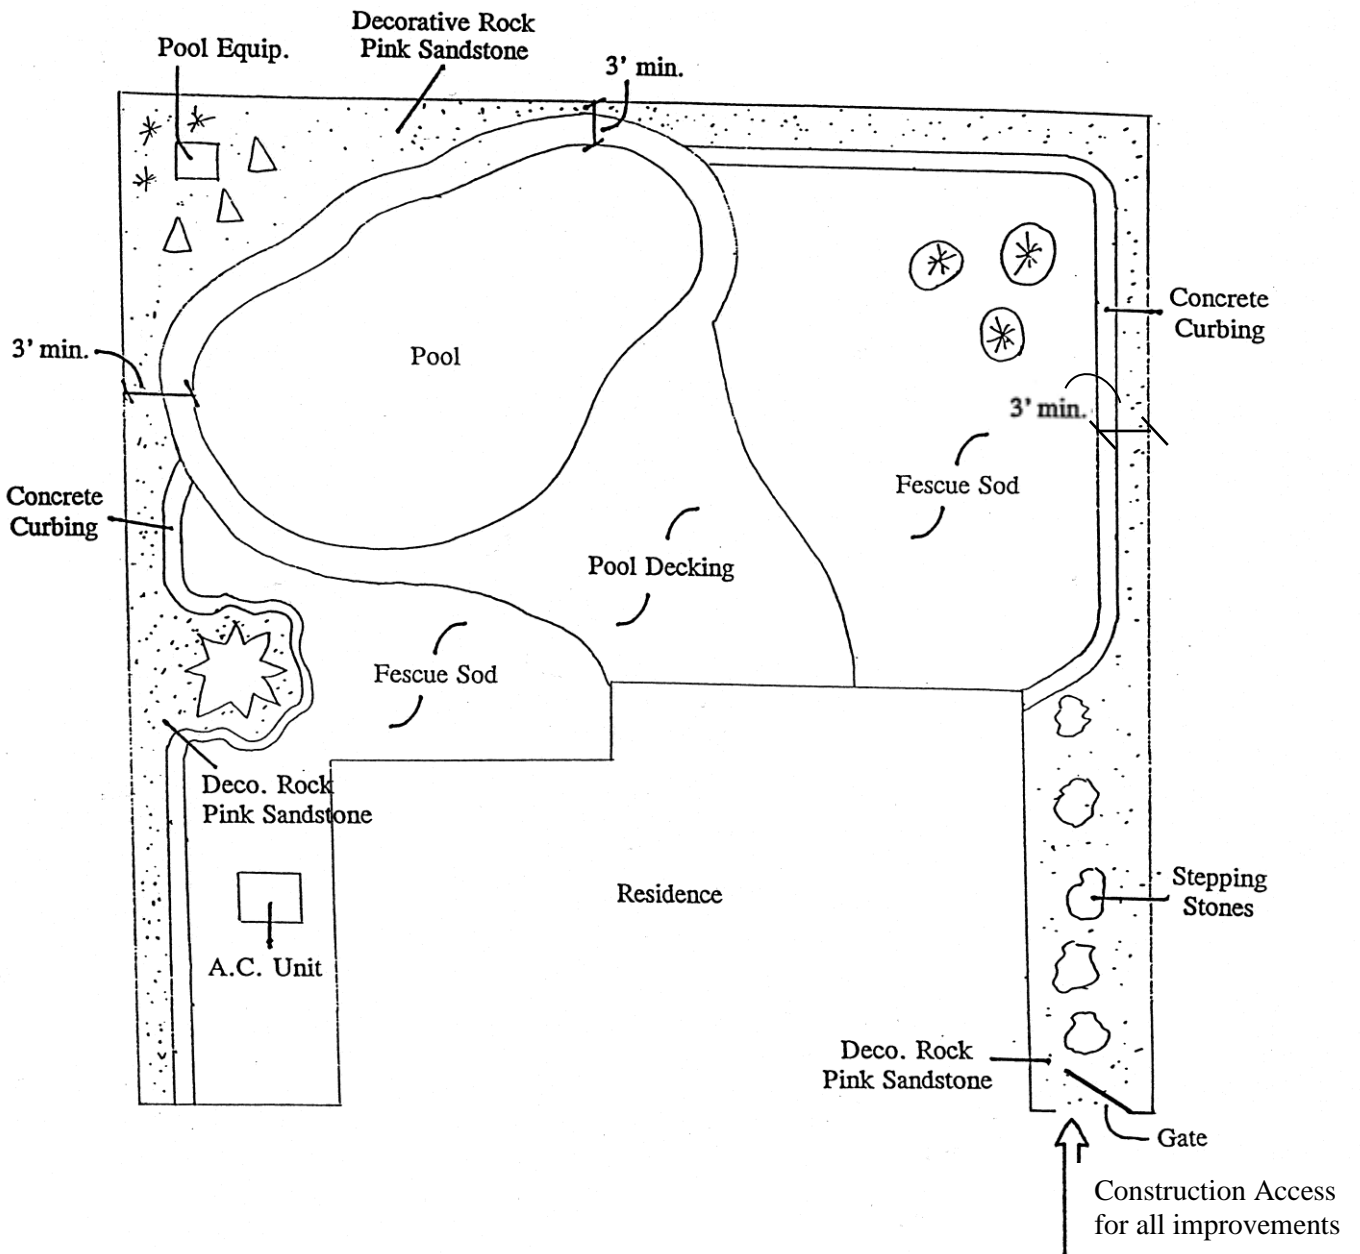 Decorative Rock
Pink Sandstone
Pool Equip.
3' min.
Concrete
Curbing
3' min.
Pool
3' min.
Fescue Sod
Concrete
Curbing
Pool Decking
Fescue Sod
Deco. Rock
Pink Sandstone
Residence
Stepping
Stones
A.C. Unit
Deco. Rock
Pink Sandstone
Gate
Construction Access
for all improvements